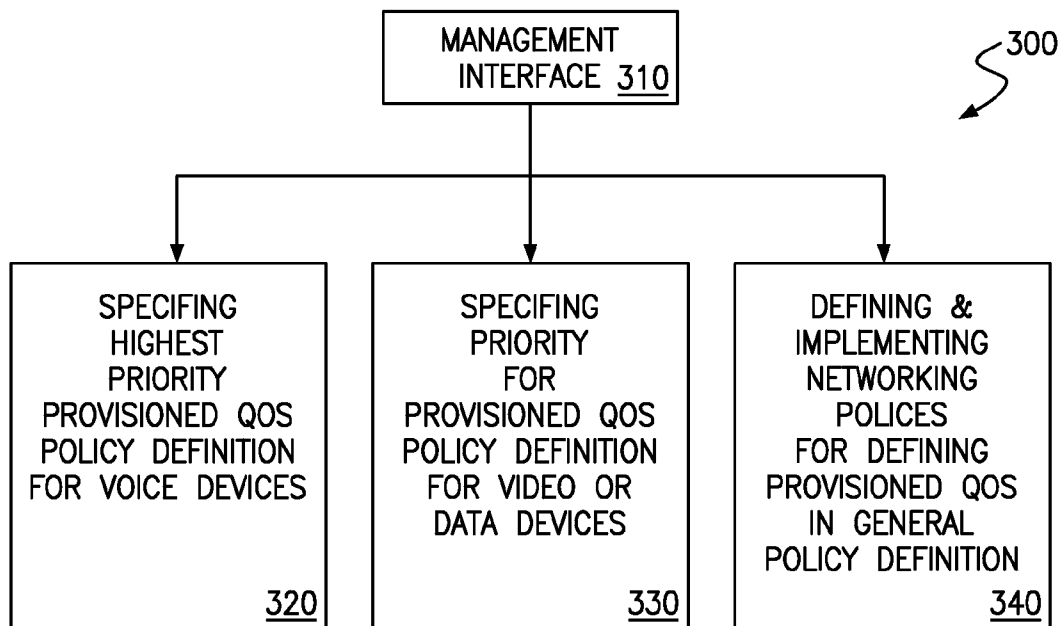 MANAGEMENT
INTERFACE 310
300
SPECIFING
HIGHEST
PRIORITY
PROVISIONED QOS
POLICY DEFINITION
FOR VOICE DEVICES
320
SPECIFING
PRIORITY
FOR
PROVISIONED QOS
POLICY DEFINITION
FOR VIDEO OR
DATA DEVICES
330
DEFINING &
IMPLEMENTING
NETWORKING
POLICES
FOR DEFINING
PROVISIONED QOS
IN GENERAL
POLICY DEFINITION
340